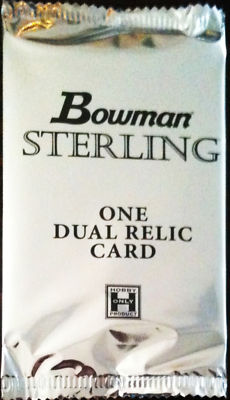 Bowman
STERLING
ONE
DUAL RELIC
CARD
HOBBY
H
ONLY
PRODUCT